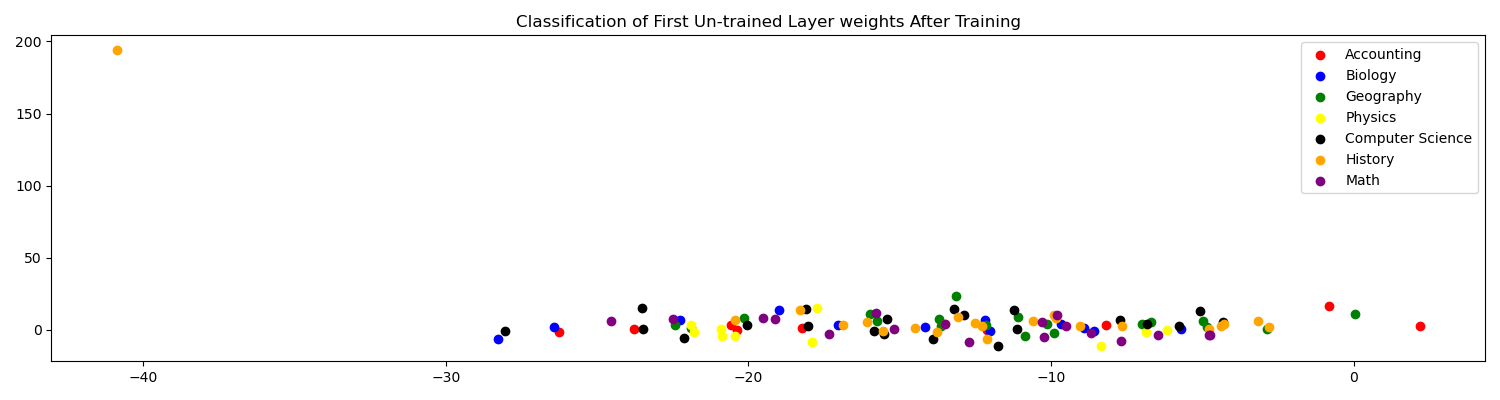 Classification of First Un-trained Layer weights After Training
200
150
100
50
0
−40
−30
−20
−10
0
Accounting
Biology
Geography
Physics
Computer Science
History
Math